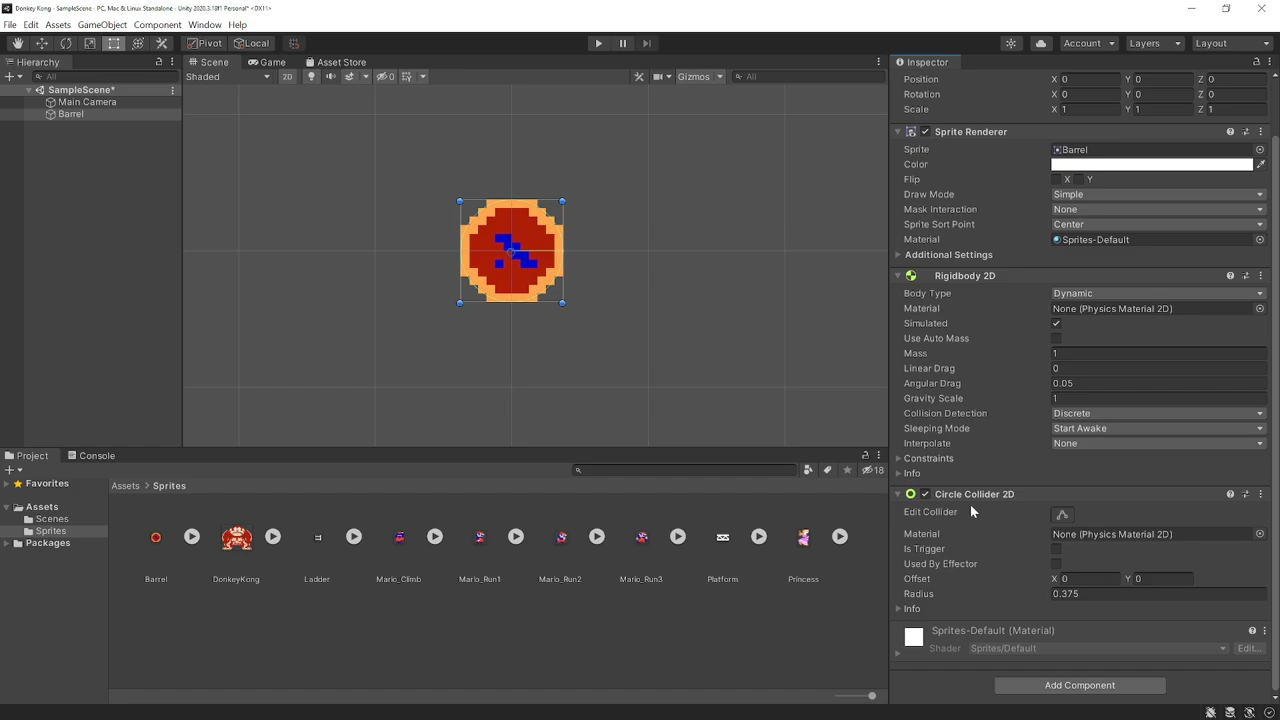 Donkey Kong - SampleScene - PC, Mac & Linux Standalone - Unity 2020.3.18f1 Personal* <DX11>
File Edit Assets GameObject Component Window Help
Pivot Local Account Layers Layout
Hierarchy
All
SampleScene*
Main Camera
Barrel
Scene Game Asset Store
Shaded 2D 0 Gizmos All
Inspector
Position X 0 Y 0 Z 0
Rotation X 0 Y 0 Z 0
Scale X 1 Y 1 Z 1
Sprite Renderer
Sprite Barrel
Color
Flip X Y
Draw Mode Simple
Mask Interaction None
Sprite Sort Point Center
Material Sprites-Default
Additional Settings
Rigidbody 2D
Body Type Dynamic
Material None (Physics Material 2D)
Simulated
Use Auto Mass
Mass 1
Linear Drag 0
Angular Drag 0.05
Gravity Scale 1
Collision Detection Discrete
Sleeping Mode Start Awake
Interpolate None
Constraints
Info
Circle Collider 2D
Edit Collider
Material None (Physics Material 2D)
Is Trigger
Used By Effector
Offset X 0 Y 0
Radius 0.375
Info
Sprites-Default (Material)
Shader Sprites/Default Edit...
Add Component
Project Console
18
Favorites
Assets
Scenes
Sprites
Packages
Assets > Sprites
Barrel DonkeyKong Ladder Mario_Climb Mario_Run1 Mario_Run2 Mario_Run3 Platform Princess